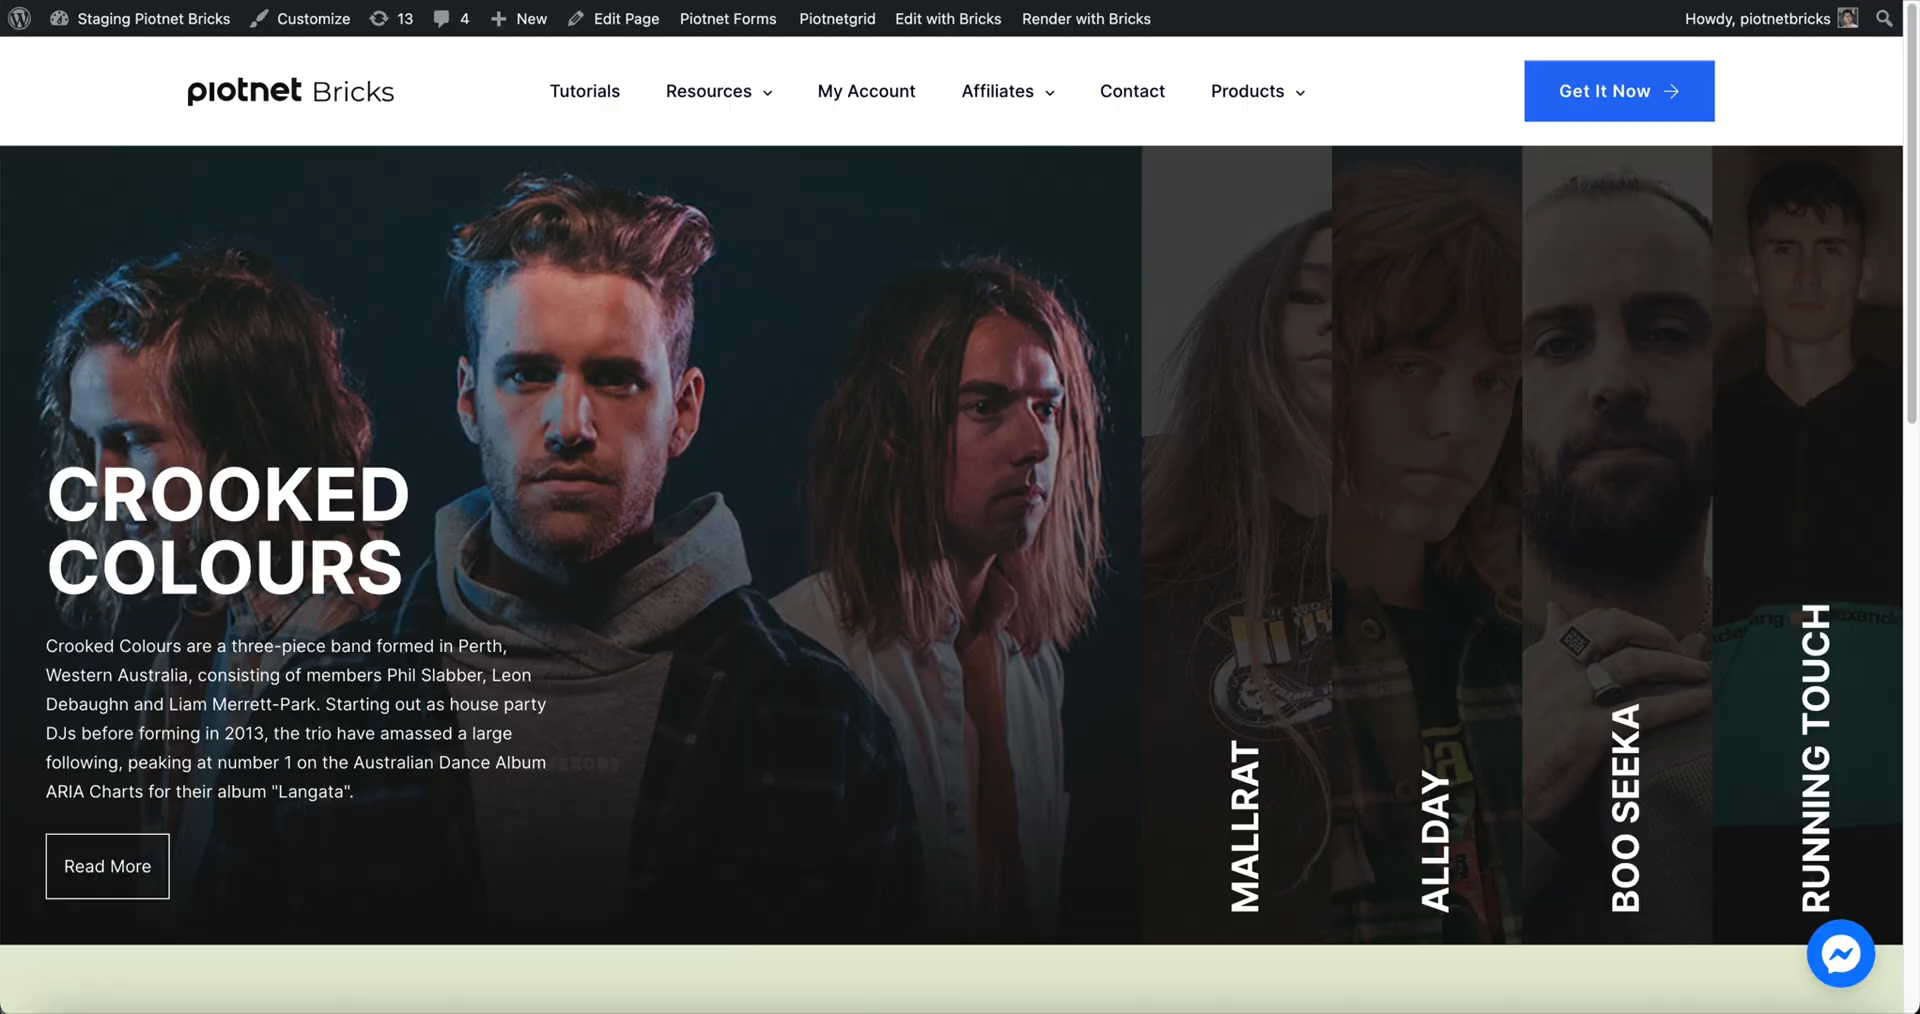 Staging Piotnet Bricks Customize 13 4 New Edit Page Piotnet Forms Piotnetgrid Edit with Bricks Render with Bricks Howdy, piotnetbricks
piotnet Bricks Tutorials Resources My Account Affiliates Contact Products Get It Now
CROOKED
COLOURS
Crooked Colours are a three-piece band formed in Perth,
Western Australia, consisting of members Phil Slabber, Leon
Debaughn and Liam Merrett-Park. Starting out as house party
DJs before forming in 2013, the trio have amassed a large
following, peaking at number 1 on the Australian Dance Album
ARIA Charts for their album "Langata".
Read More
MALLRAT
ALLDAY
BOO SEEKA
RUNNING TOUCH